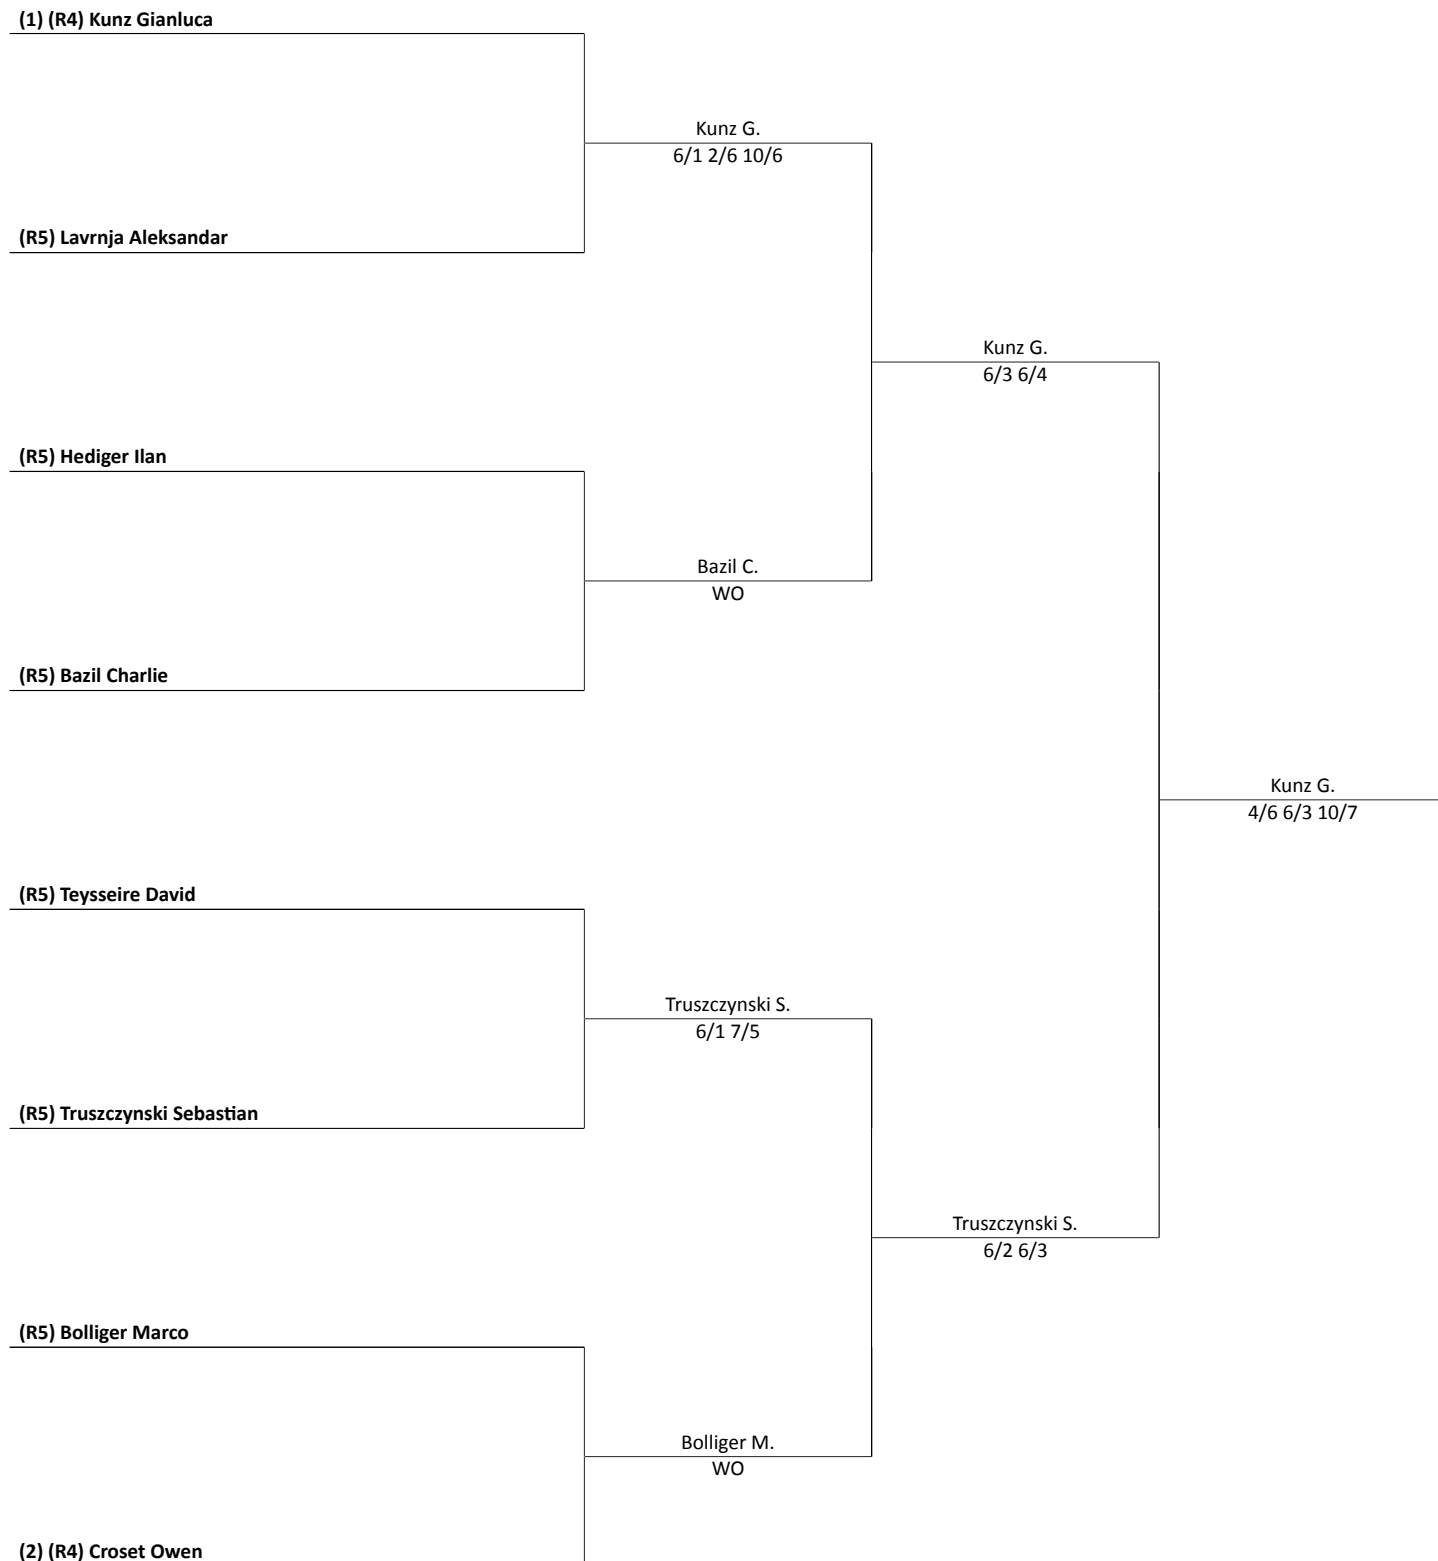 (1) (R4) Kunz Gianluca
Kunz G.
6/1 2/6 10/6
(R5) Lavrnja Aleksandar
Kunz G.
6/3 6/4
(R5) Hediger Ilan
Bazil C.
WO
(R5) Bazil Charlie
Kunz G.
4/6 6/3 10/7
(R5) Teysseire David
Truszczynski S.
6/1 7/5
(R5) Truszczynski Sebastian
Truszczynski S.
6/2 6/3
(R5) Bolliger Marco
Bolliger M.
WO
(2) (R4) Croset Owen